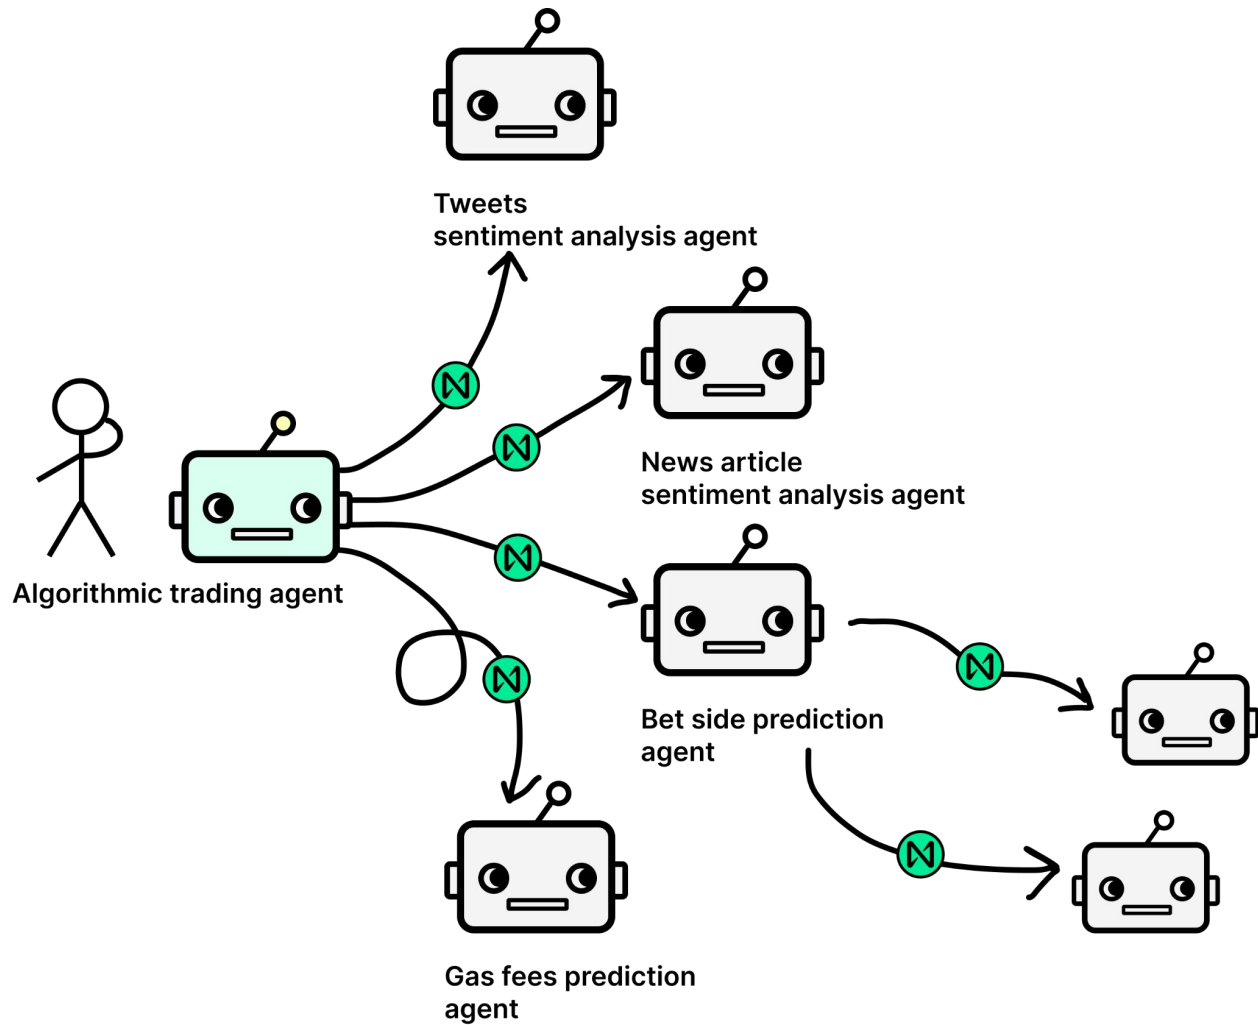 Tweets
sentiment analysis agent
News article
sentiment analysis agent
Algorithmic trading agent
Bet side prediction
agent
Gas fees prediction
agent